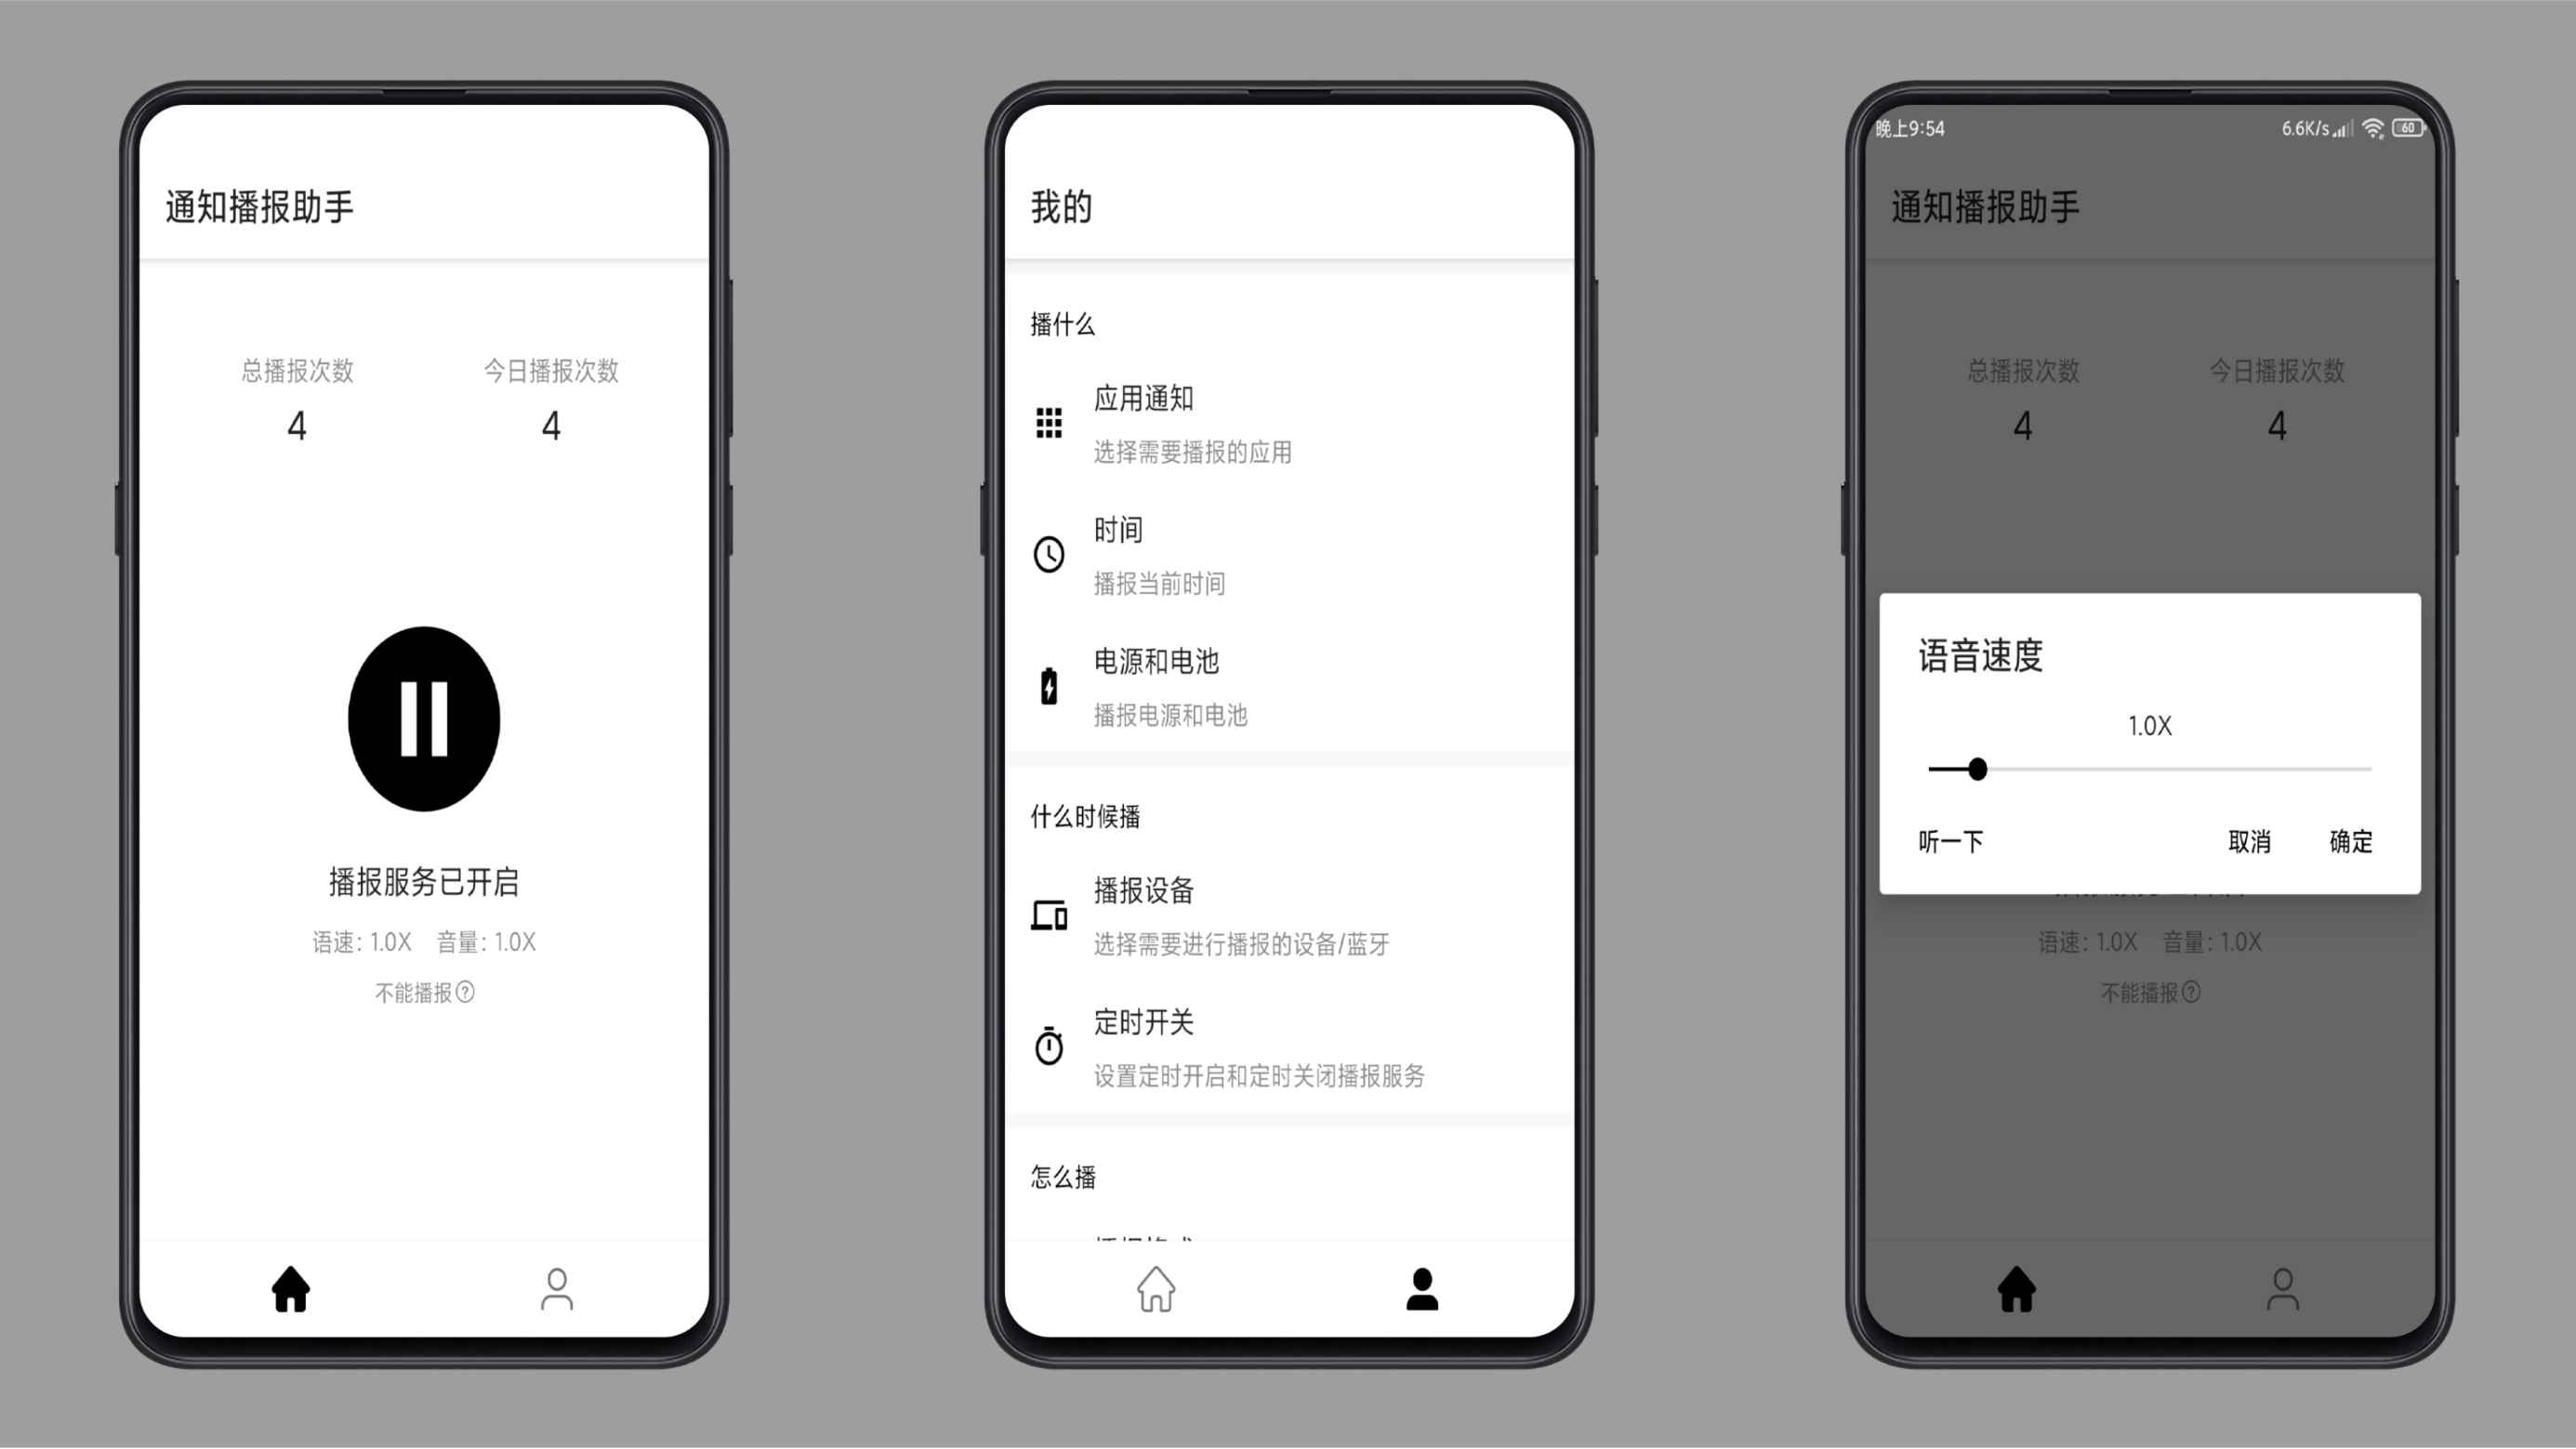 通知播报助手
总播报次数 今日播报次数
4 4
播报服务已开启
语速: 1.0X 音量: 1.0X
不能播报?
我的
播什么
应用通知
选择需要播报的应用
时间
播报当前时间
电源和电池
播报电源和电池
什么时候播
播报设备
选择需要进行播报的设备/蓝牙
定时开关
设置定时开启和定时关闭播报服务
怎么播
晚上9:54 6.6K/s 60
通知播报助手
总播报次数 今日播报次数
4 4
语音速度
1.0X
听一下 取消 确定
语速: 1.0X 音量: 1.0X
不能播报?